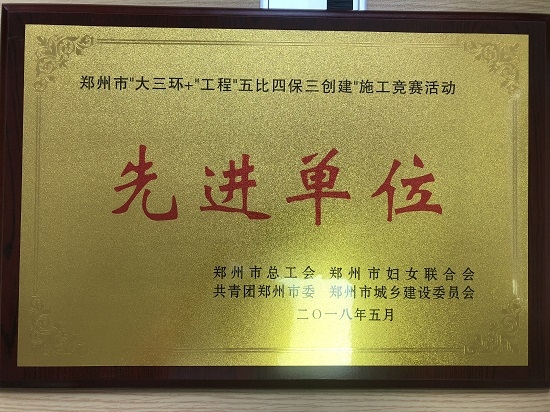 郑州市"大三环+"工程"五比四保三创建"施工竞赛活动
先进单位
郑州市总工会 郑州市妇女联合会
共青团郑州市委 郑州市城乡建设委员会
二〇一八年五月